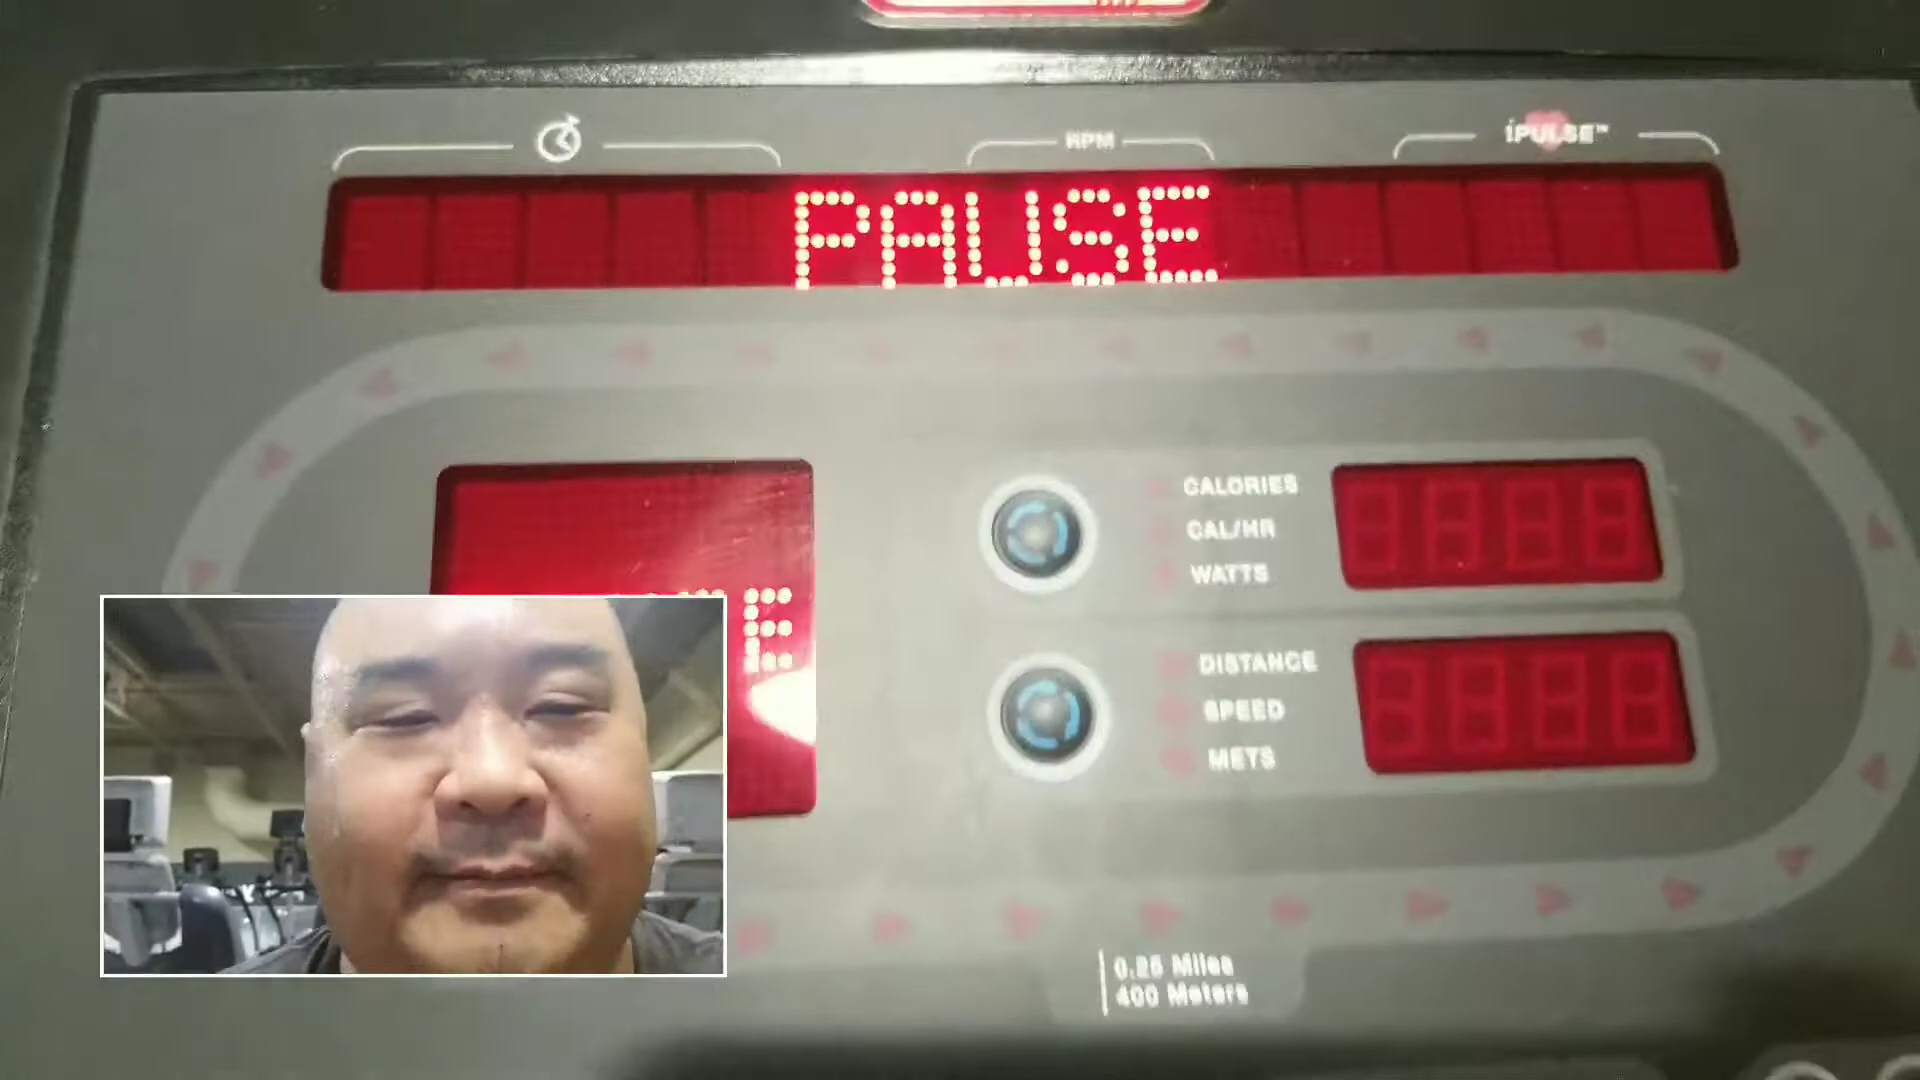 RPM
iPULSE™
PAUSE
CALORIES
CAL/HR
WATTS
E
DISTANCE
SPEED
METS
0.25 Miles
400 Meters